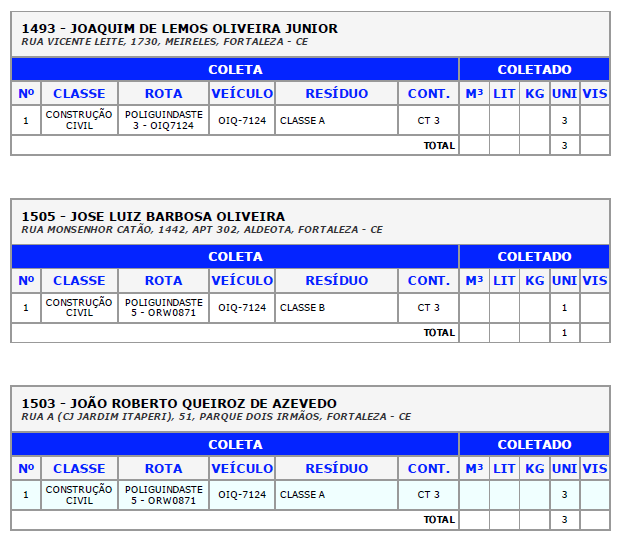 1493 - JOAQUIM DE LEMOS OLIVEIRA JUNIOR
RUA VICENTE LEITE, 1730, MEIRELES, FORTALEZA - CE
COLETA COLETADO
Nº CLASSE ROTA VEÍCULO RESÍDUO CONT. M³ LIT KG UNI VIS
1 CONSTRUÇÃO CIVIL POLIGUINDASTE 3 - OIQ7124 OIQ-7124 CLASSE A CT 3 3
TOTAL 3
1505 - JOSE LUIZ BARBOSA OLIVEIRA
RUA MONSENHOR CATÃO, 1442, APT 302, ALDEOTA, FORTALEZA - CE
COLETA COLETADO
Nº CLASSE ROTA VEÍCULO RESÍDUO CONT. M³ LIT KG UNI VIS
1 CONSTRUÇÃO CIVIL POLIGUINDASTE 5 - ORW0871 OIQ-7124 CLASSE B CT 3 1
TOTAL 1
1503 - JOÃO ROBERTO QUEIROZ DE AZEVEDO
RUA A (CJ JARDIM ITAPERI), 51, PARQUE DOIS IRMÃOS, FORTALEZA - CE
COLETA COLETADO
Nº CLASSE ROTA VEÍCULO RESÍDUO CONT. M³ LIT KG UNI VIS
1 CONSTRUÇÃO CIVIL POLIGUINDASTE 5 - ORW0871 OIQ-7124 CLASSE A CT 3 3
TOTAL 3